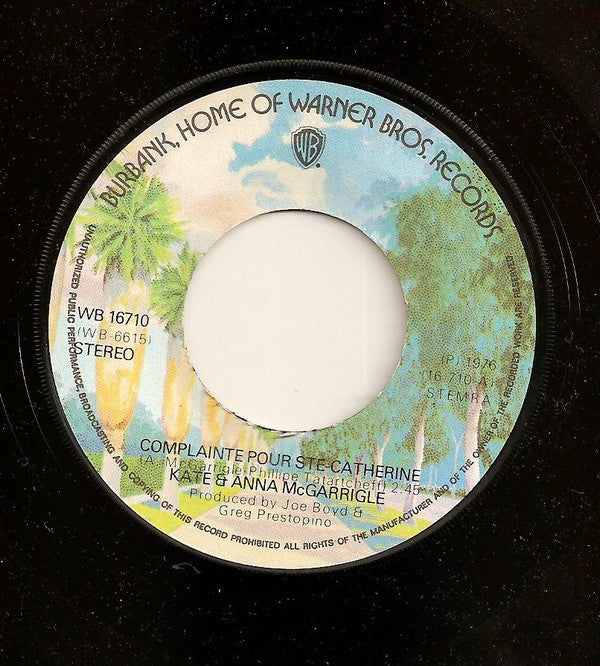 BURBANK, HOME OF WARNER BROS. RECORDS
WB
WB 16710
(WB-6615)
STEREO
(P) 1976
(16 710-A)
STEMRA
COMPLAINTE POUR STE-CATHERINE
(A. McGarrigle-Phillipe Tatartcheff) 2:45
KATE & ANNA McGARRIGLE
Produced by Joe Boyd &
Greg Prestopino
UNAUTHORIZED PUBLIC PERFORMANCE, BROADCASTING AND COPYING OF THIS RECORD PROHIBITED ALL RIGHTS OF THE MANUFACTURER AND OF THE OWNER OF THE RECORDED WORK ARE RESERVED